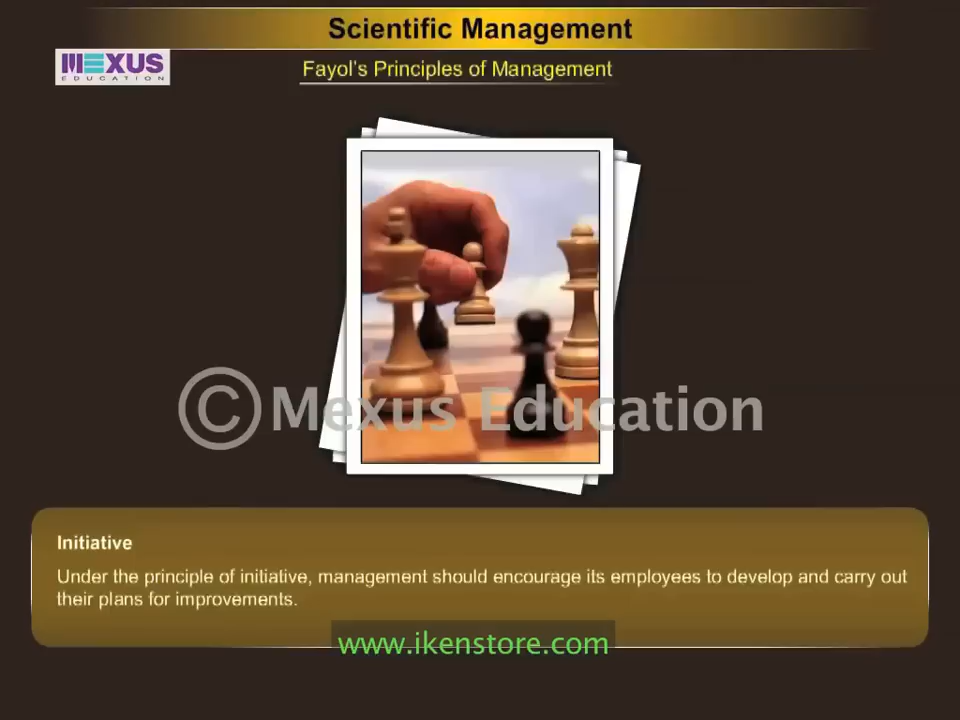 Scientific Management
MEXUS
EDUCATION
Fayol's Principles of Management
© Mexus Education
Initiative
Under the principle of initiative, management should encourage its employees to develop and carry out
their plans for improvements.
www.ikenstore.com